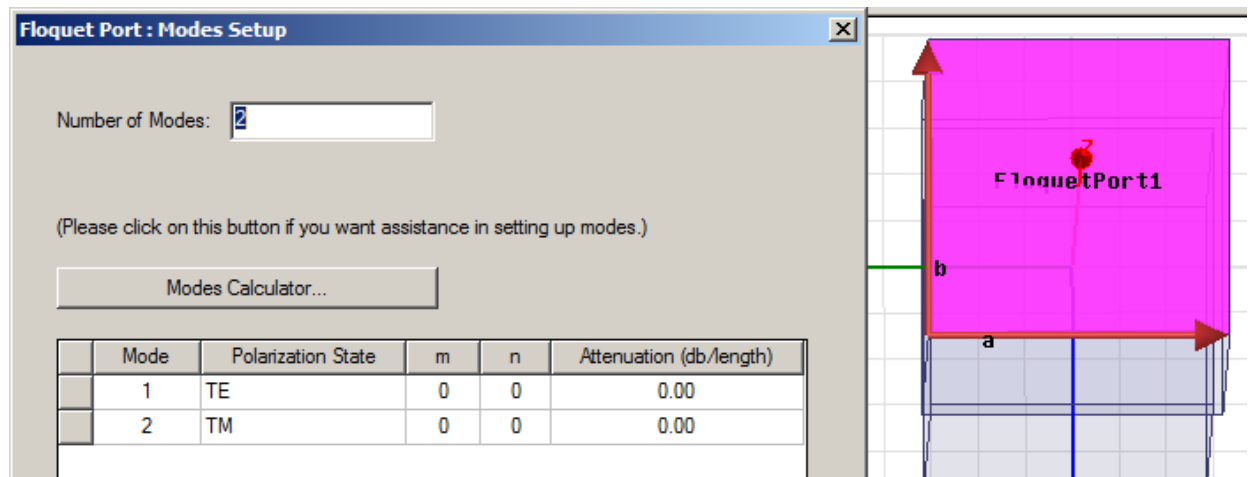 Floquet Port : Modes Setup
Number of Modes: 2
(Please click on this button if you want assistance in setting up modes.)
Modes Calculator...
Mode Polarization State m n Attenuation (db/length)
1 TE 0 0 0.00
2 TM 0 0 0.00
Z
FloquetPort1
b
a